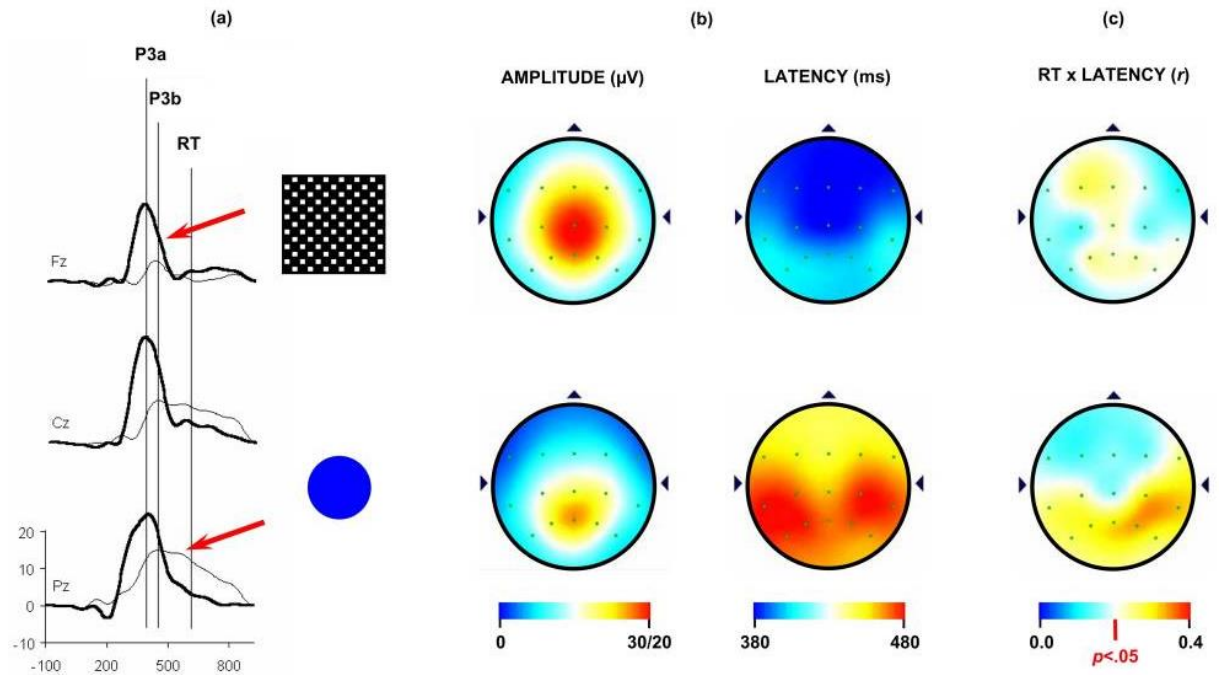 (a)
(b)
(c)
P3a
P3b
RT
AMPLITUDE (µV)
LATENCY (ms)
RT x LATENCY (r)
Fz
Cz
Pz
20
10
0
-10
-100 200 500 800
0 30/20
380 480
0.0 0.4
p<.05